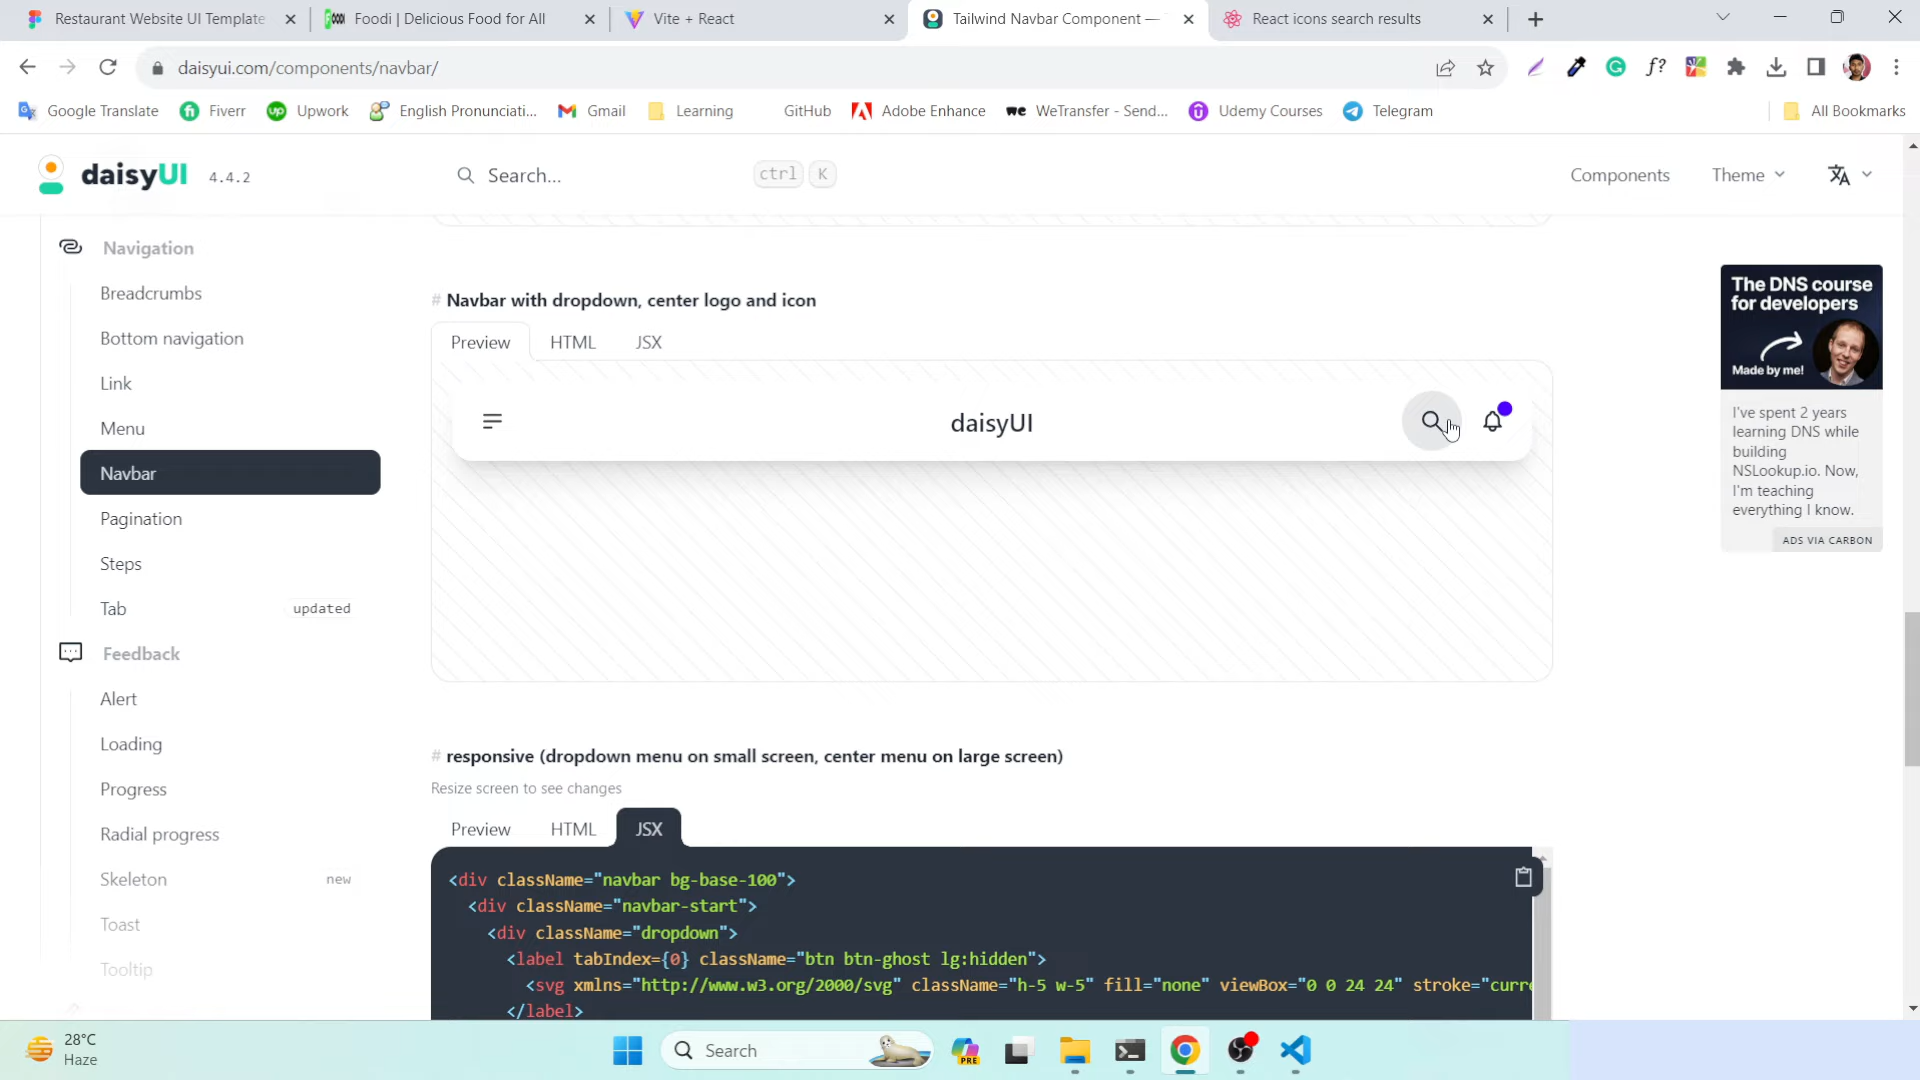 Restaurant Website UI Template
Foodi | Delicious Food for All
Vite + React
Tailwind Navbar Component —
React icons search results
daisyui.com/components/navbar/
f?
Google Translate
Fiverr
Upwork
English Pronunciati...
Gmail
Learning
GitHub
Adobe Enhance
WeTransfer - Send...
Udemy Courses
Telegram
All Bookmarks
daisyUI 4.4.2
Search...
ctrl K
Components
Theme
Navigation
Breadcrumbs
Bottom navigation
Link
Menu
Navbar
Pagination
Steps
Tab updated
Feedback
Alert
Loading
Progress
Radial progress
Skeleton new
Toast
Tooltip
# Navbar with dropdown, center logo and icon
Preview HTML JSX
daisyUI
# responsive (dropdown menu on small screen, center menu on large screen)
Resize screen to see changes
Preview HTML JSX
<div className="navbar bg-base-100">
<div className="navbar-start">
<div className="dropdown">
<label tabIndex={0} className="btn btn-ghost lg:hidden">
<svg xmlns="http://www.w3.org/2000/svg" className="h-5 w-5" fill="none" viewBox="0 0 24 24" stroke="curre
</label>
The DNS course
for developers
Made by me!
I've spent 2 years
learning DNS while
building
NSLookup.io. Now,
I'm teaching
everything I know.
ADS VIA CARBON
28°C
Haze
Search
PRE